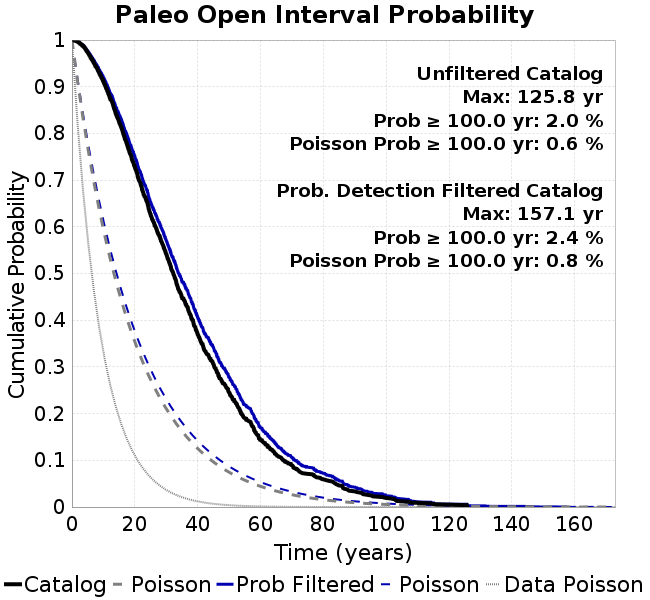 Paleo Open Interval Probability
Unfiltered Catalog
Max: 125.8 yr
Prob ≥ 100.0 yr: 2.0 %
Poisson Prob ≥ 100.0 yr: 0.6 %
Prob. Detection Filtered Catalog
Max: 157.1 yr
Prob ≥ 100.0 yr: 2.4 %
Poisson Prob ≥ 100.0 yr: 0.8 %
Cumulative Probability
1
0.9
0.8
0.7
0.6
0.5
0.4
0.3
0.2
0.1
0
0 20 40 60 80 100 120 140 160
Time (years)
Catalog Poisson Prob Filtered Poisson Data Poisson